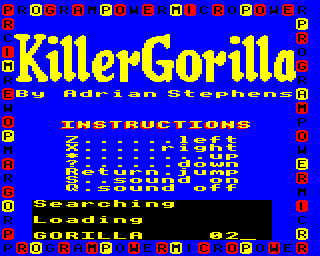 PROGRAMPOWERMICROPOWER
KillerGorilla
By Adrian Stephens
INSTRUCTIONS
Z......left
X.....right
*........up
?......down
Return.jump
S..sound on
Q.sound off
Searching
Loading
GORILLA 02_
PROGRAMPOWERMICROPOWER